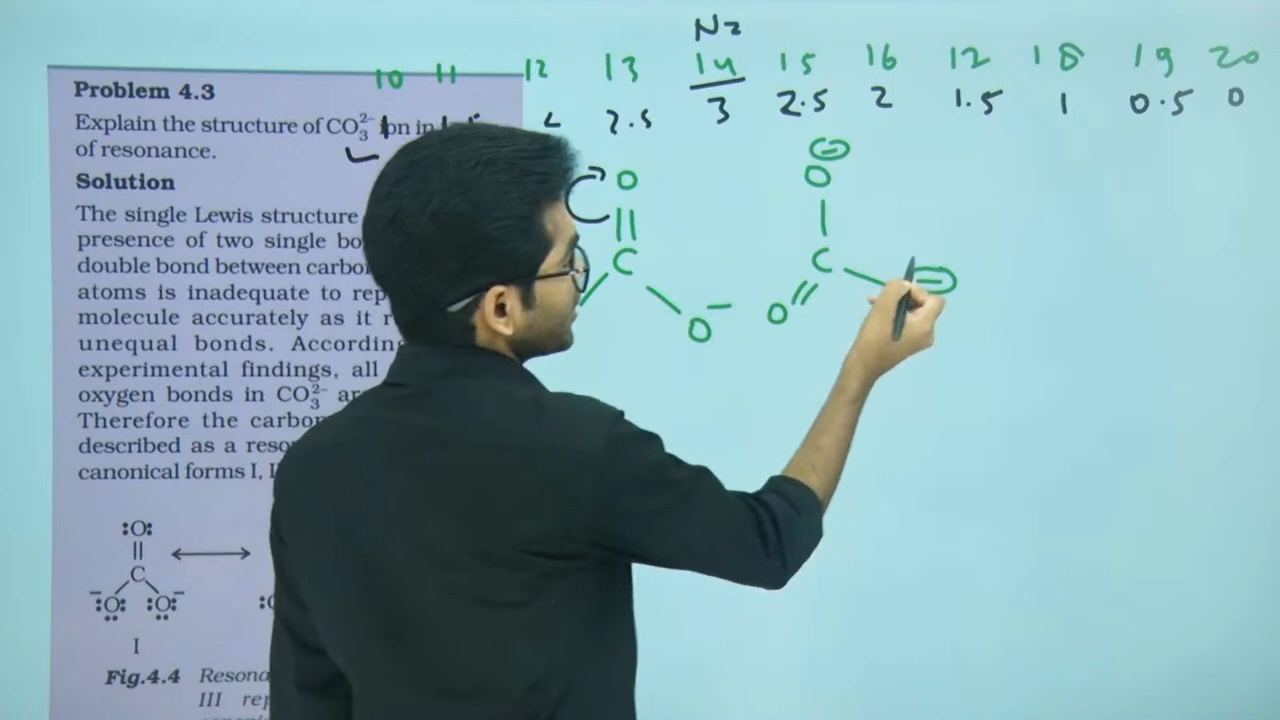 N2
10 11 12 13 14 15 16 12 18 19 20
2.5 3 2.5 2 1.5 1 0.5 0
Problem 4.3
Explain the structure of CO₃²⁻ ion in
of resonance.
Solution
The single Lewis structure
presence of two single bo
double bond between carbo
atoms is inadequate to rep
molecule accurately as it r
unequal bonds. Accordin
experimental findings, all
oxygen bonds in CO₃²⁻ ar
Therefore the carbo
described as a reso
canonical forms I, I
:O:
||
C
⁻:O: :O:⁻
I
Fig.4.4 Resona
III rep
O
||
C
O⁻
⊖
O
|
C
O
⊖